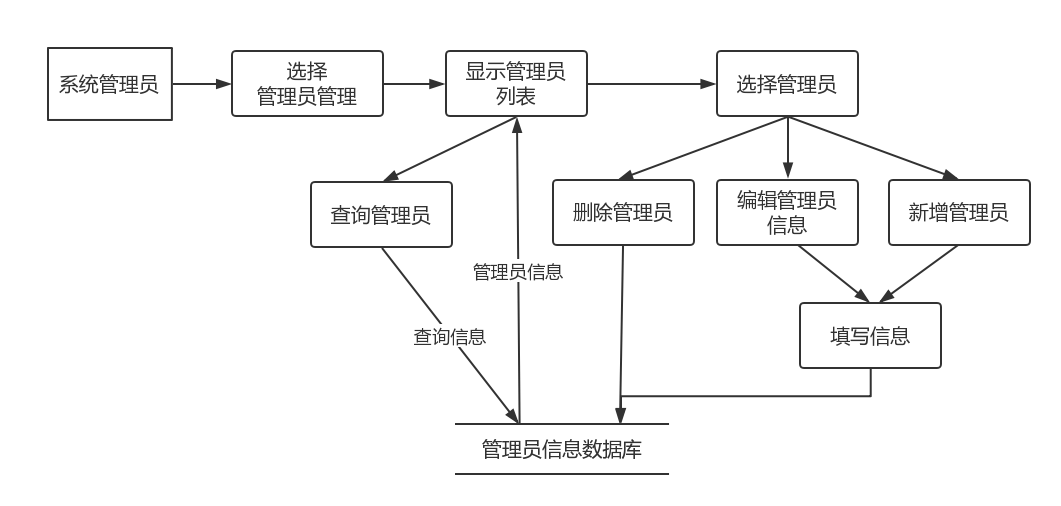 系统管理员
选择
管理员管理
显示管理员
列表
选择管理员
查询管理员
删除管理员
编辑管理员
信息
新增管理员
管理员信息
查询信息
填写信息
管理员信息数据库